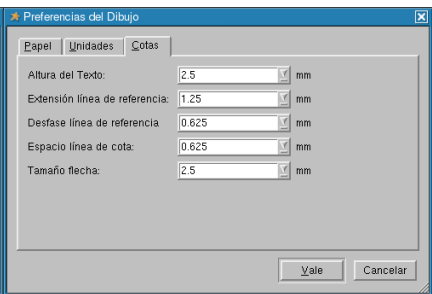 Preferencias del Dibujo
Papel Unidades Cotas
Altura del Texto: 2.5 mm
Extensión línea de referencia: 1.25 mm
Desfase línea de referencia 0.625 mm
Espacio línea de cota: 0.625 mm
Tamaño flecha: 2.5 mm
Vale Cancelar